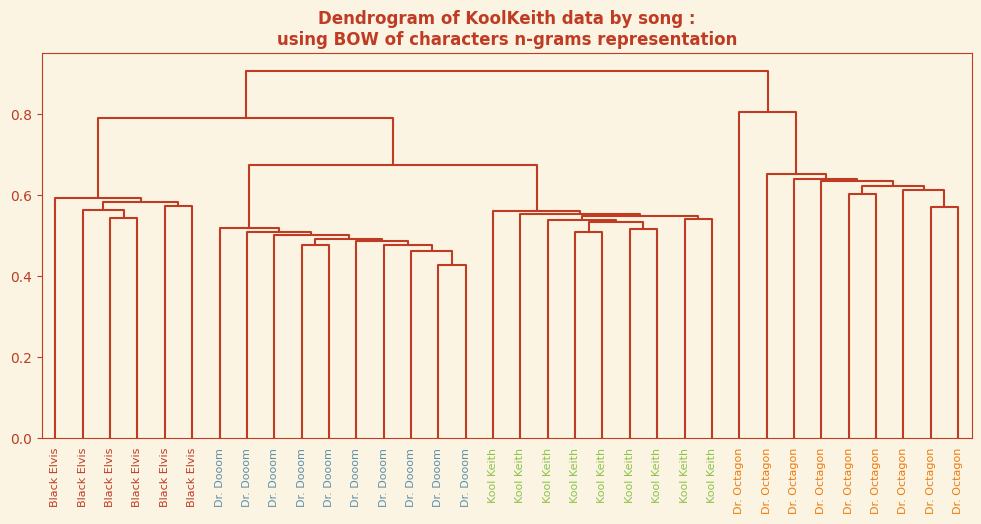 Dendrogram of KoolKeith data by song :
using BOW of characters n-grams representation
0.8
0.6
0.4
0.2
0.0
Black Elvis
Black Elvis
Black Elvis
Black Elvis
Black Elvis
Black Elvis
Dr. Dooom
Dr. Dooom
Dr. Dooom
Dr. Dooom
Dr. Dooom
Dr. Dooom
Dr. Dooom
Dr. Dooom
Dr. Dooom
Dr. Dooom
Kool Keith
Kool Keith
Kool Keith
Kool Keith
Kool Keith
Kool Keith
Kool Keith
Kool Keith
Kool Keith
Dr. Octagon
Dr. Octagon
Dr. Octagon
Dr. Octagon
Dr. Octagon
Dr. Octagon
Dr. Octagon
Dr. Octagon
Dr. Octagon